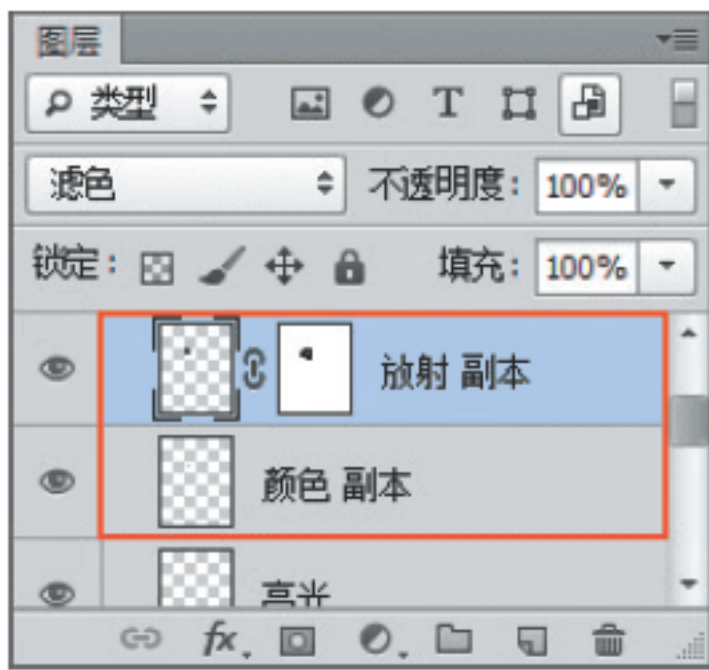 图层
类型
滤色 不透明度: 100%
锁定: 填充: 100%
放射 副本
颜色 副本
高光
fx